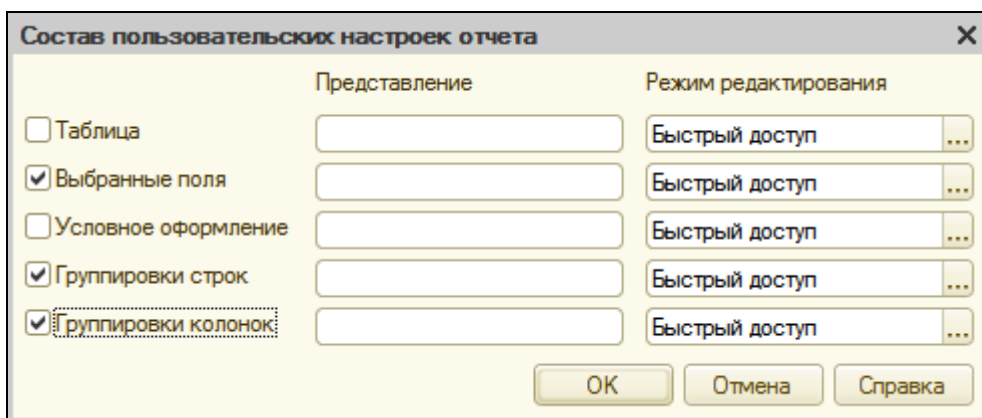 Состав пользовательских настроек отчета
Представление Режим редактирования
Таблица Быстрый доступ ...
Выбранные поля Быстрый доступ ...
Условное оформление Быстрый доступ ...
Группировки строк Быстрый доступ ...
Группировки колонок Быстрый доступ ...
ОК Отмена Справка